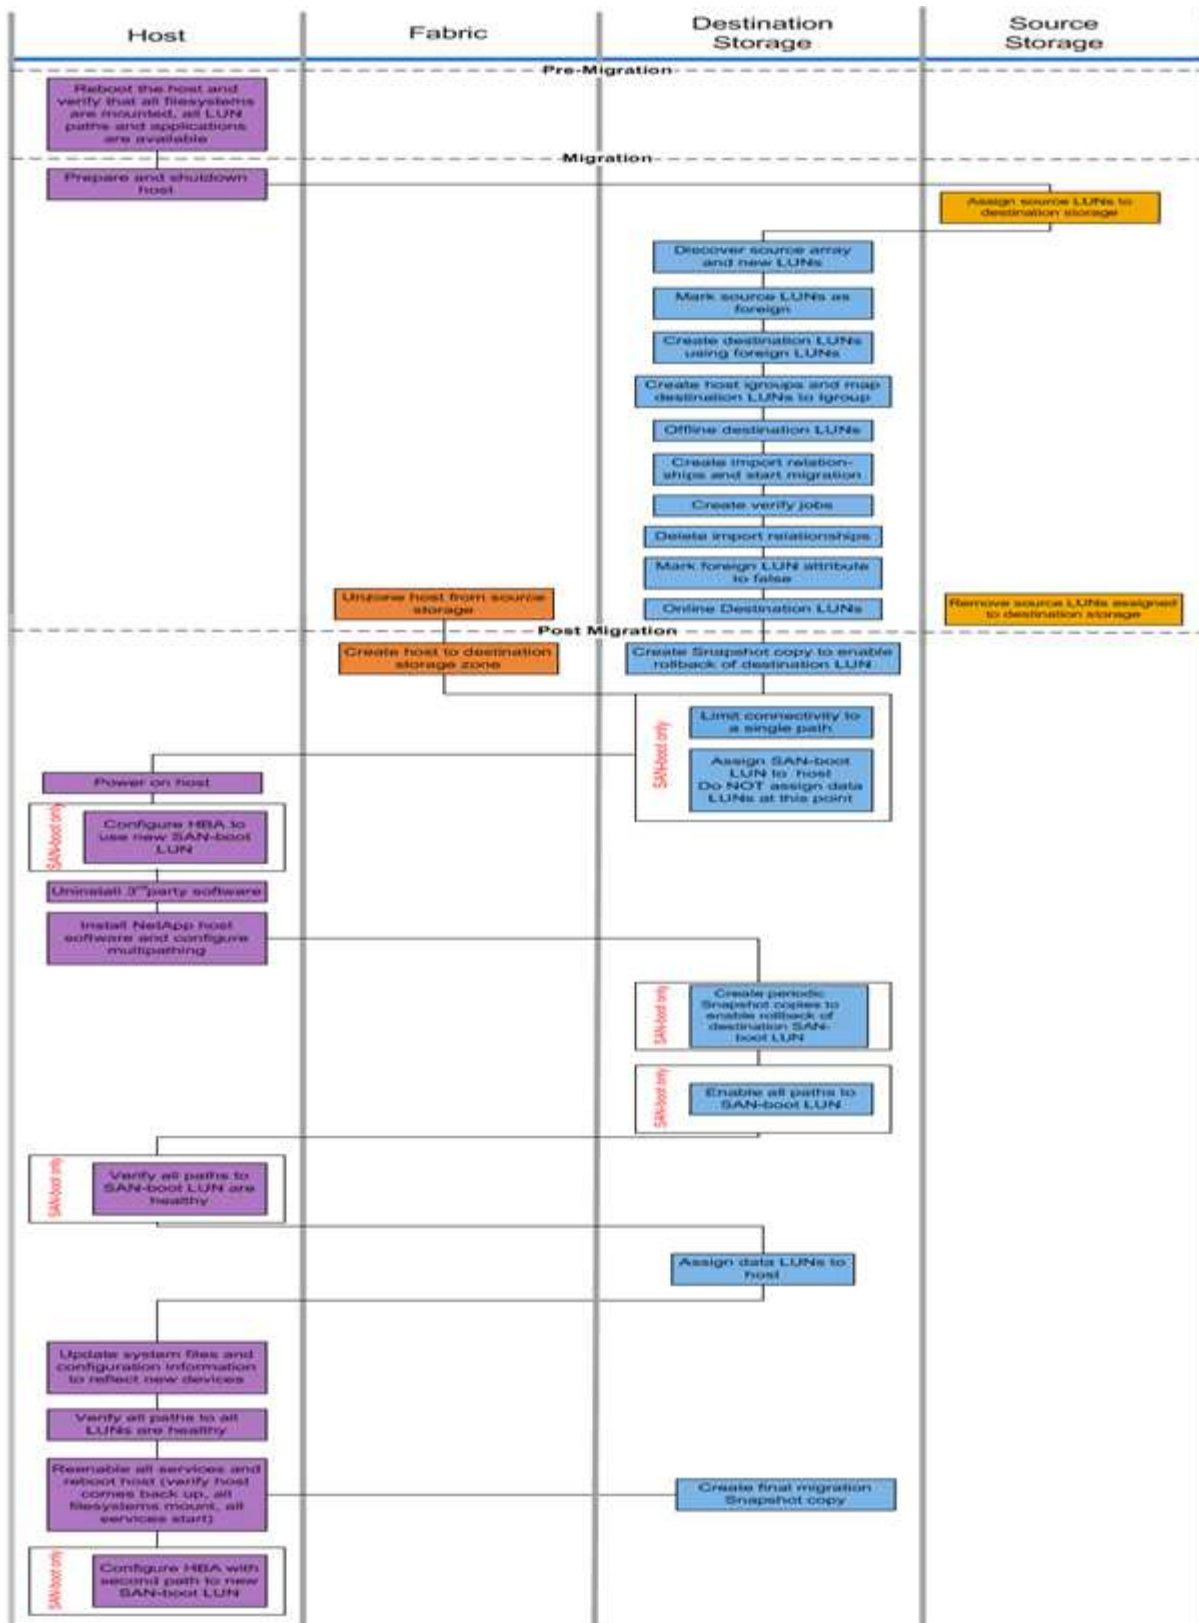 Host
Fabric
Destination
Storage
Source
Storage
Pre-Migration
Reboot the host and
verify that all filesystems
are mounted, all LUN
paths and applications
are available
Migration
Prepare and shutdown
host
Assign source LUNs to
destination storage
Discover source array
and new LUNs
Mark source LUNs as
foreign
Create destination LUNs
using foreign LUNs
Create host igroups and map
destination LUNs to igroup
Offline destination LUNs
Create import relation-
ships and start migration
Create verify jobs
Delete import relationships
Mark foreign LUN attribute
to false
Unzone host from source
storage
Online Destination LUNs
Remove source LUNs assigned
to destination storage
Post Migration
Create host to destination
storage zone
Create Snapshot copy to enable
rollback of destination LUN
SAN-boot only
Limit connectivity to
a single path
Assign SAN-boot
LUN to host
Do NOT assign data
LUNs at this point
Power on host
SAN-boot only
Configure HBA to
use new SAN-boot
LUN
Uninstall 3rd party software
Install NetApp host
software and configure
multipathing
SAN-boot only
Create periodic
Snapshot copies to
enable rollback of
destination SAN-
boot LUN
SAN-boot only
Enable all paths to
SAN-boot LUN
SAN-boot only
Verify all paths to
SAN-boot LUN are
healthy
Assign data LUNs to
host
Update system files and
configuration information
to reflect new devices
Verify all paths to all
LUNs are healthy
Reenable all services and
reboot host (verify host
comes back up, all
filesystems mount, all
services start)
Create final migration
Snapshot copy
SAN-boot only
Configure HBA with
second path to new
SAN-boot LUN